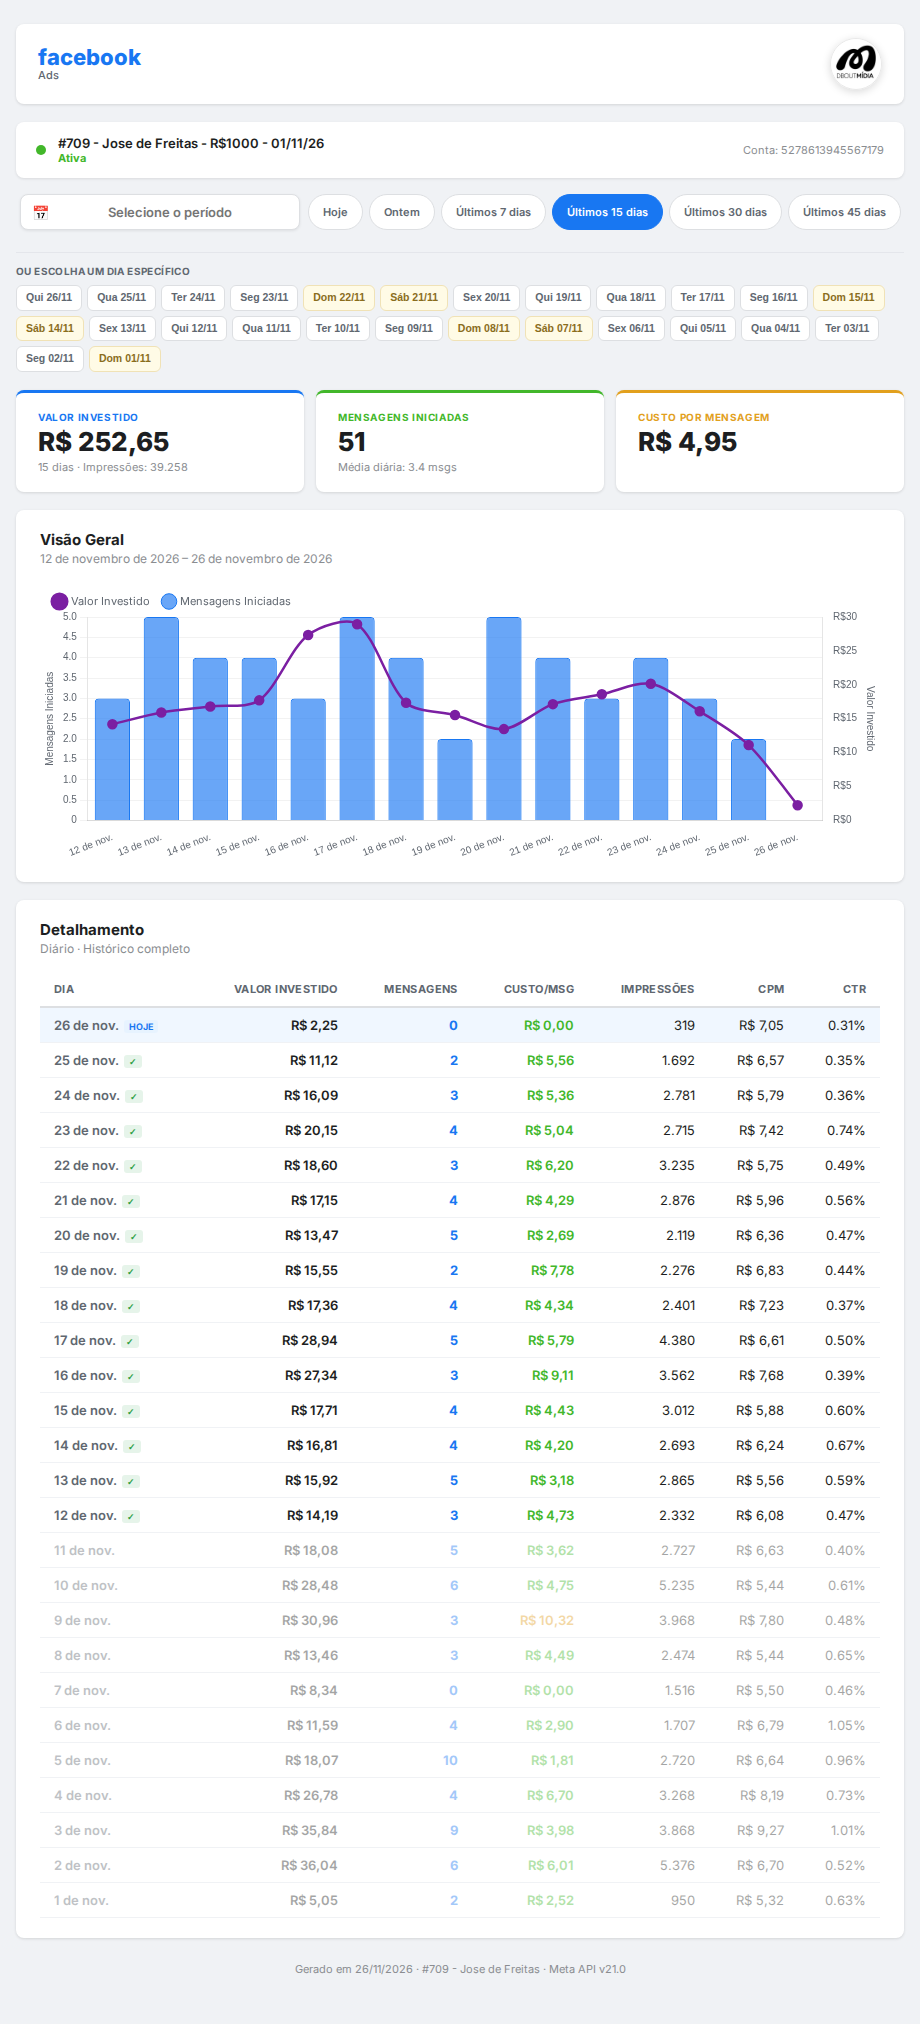 facebook
Ads
DBOUTMÍDIA
#709 - Jose de Freitas - R$1000 - 01/11/26
Ativa
Conta: 5278613945567179
Selecione o período
Hoje
Ontem
Últimos 7 dias
Últimos 15 dias
Últimos 30 dias
Últimos 45 dias
OU ESCOLHA UM DIA ESPECÍFICO
Qui 26/11 Qua 25/11 Ter 24/11 Seg 23/11 Dom 22/11 Sáb 21/11 Sex 20/11 Qui 19/11 Qua 18/11 Ter 17/11 Seg 16/11 Dom 15/11
Sáb 14/11 Sex 13/11 Qui 12/11 Qua 11/11 Ter 10/11 Seg 09/11 Dom 08/11 Sáb 07/11 Sex 06/11 Qui 05/11 Qua 04/11 Ter 03/11
Seg 02/11 Dom 01/11
VALOR INVESTIDO
R$ 252,65
15 dias · Impressões: 39.258
MENSAGENS INICIADAS
51
Média diária: 3.4 msgs
CUSTO POR MENSAGEM
R$ 4,95
Visão Geral
12 de novembro de 2026 – 26 de novembro de 2026
Valor Investido Mensagens Iniciadas
Mensagens Iniciadas
5.0
4.5
4.0
3.5
3.0
2.5
2.0
1.5
1.0
0.5
0
R$30
R$25
R$20
R$15
R$10
R$5
R$0
Valor Investido
12 de nov. 13 de nov. 14 de nov. 15 de nov. 16 de nov. 17 de nov. 18 de nov. 19 de nov. 20 de nov. 21 de nov. 22 de nov. 23 de nov. 24 de nov. 25 de nov. 26 de nov.
Detalhamento
Diário · Histórico completo
DIA VALOR INVESTIDO MENSAGENS CUSTO/MSG IMPRESSÕES CPM CTR
26 de nov. HOJE R$ 2,25 0 R$ 0,00 319 R$ 7,05 0.31%
25 de nov. ✓ R$ 11,12 2 R$ 5,56 1.692 R$ 6,57 0.35%
24 de nov. ✓ R$ 16,09 3 R$ 5,36 2.781 R$ 5,79 0.36%
23 de nov. ✓ R$ 20,15 4 R$ 5,04 2.715 R$ 7,42 0.74%
22 de nov. ✓ R$ 18,60 3 R$ 6,20 3.235 R$ 5,75 0.49%
21 de nov. ✓ R$ 17,15 4 R$ 4,29 2.876 R$ 5,96 0.56%
20 de nov. ✓ R$ 13,47 5 R$ 2,69 2.119 R$ 6,36 0.47%
19 de nov. ✓ R$ 15,55 2 R$ 7,78 2.276 R$ 6,83 0.44%
18 de nov. ✓ R$ 17,36 4 R$ 4,34 2.401 R$ 7,23 0.37%
17 de nov. ✓ R$ 28,94 5 R$ 5,79 4.380 R$ 6,61 0.50%
16 de nov. ✓ R$ 27,34 3 R$ 9,11 3.562 R$ 7,68 0.39%
15 de nov. ✓ R$ 17,71 4 R$ 4,43 3.012 R$ 5,88 0.60%
14 de nov. ✓ R$ 16,81 4 R$ 4,20 2.693 R$ 6,24 0.67%
13 de nov. ✓ R$ 15,92 5 R$ 3,18 2.865 R$ 5,56 0.59%
12 de nov. ✓ R$ 14,19 3 R$ 4,73 2.332 R$ 6,08 0.47%
11 de nov. R$ 18,08 5 R$ 3,62 2.727 R$ 6,63 0.40%
10 de nov. R$ 28,48 6 R$ 4,75 5.235 R$ 5,44 0.61%
9 de nov. R$ 30,96 3 R$ 10,32 3.968 R$ 7,80 0.48%
8 de nov. R$ 13,46 3 R$ 4,49 2.474 R$ 5,44 0.65%
7 de nov. R$ 8,34 0 R$ 0,00 1.516 R$ 5,50 0.46%
6 de nov. R$ 11,59 4 R$ 2,90 1.707 R$ 6,79 1.05%
5 de nov. R$ 18,07 10 R$ 1,81 2.720 R$ 6,64 0.96%
4 de nov. R$ 26,78 4 R$ 6,70 3.268 R$ 8,19 0.73%
3 de nov. R$ 35,84 9 R$ 3,98 3.868 R$ 9,27 1.01%
2 de nov. R$ 36,04 6 R$ 6,01 5.376 R$ 6,70 0.52%
1 de nov. R$ 5,05 2 R$ 2,52 950 R$ 5,32 0.63%
Gerado em 26/11/2026 · #709 - Jose de Freitas · Meta API v21.0